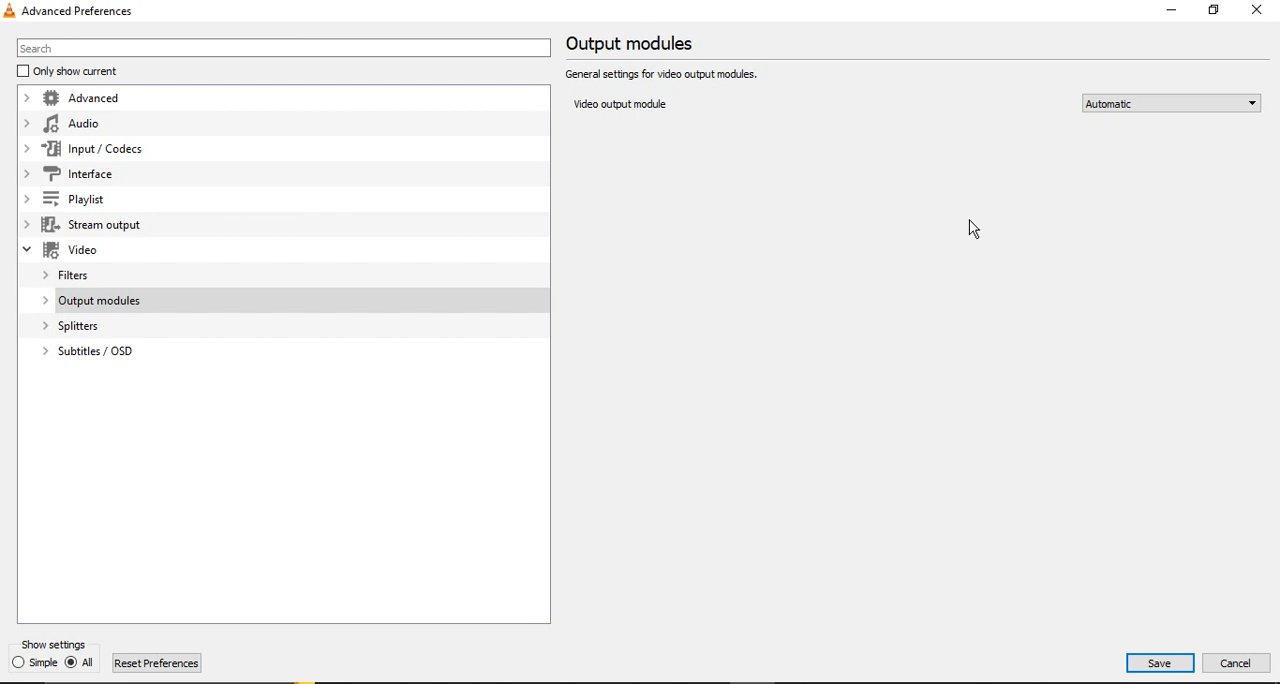 Advanced Preferences
Search
Only show current
Advanced
Audio
Input / Codecs
Interface
Playlist
Stream output
Video
Filters
Output modules
Splitters
Subtitles / OSD
Output modules
General settings for video output modules.
Video output module
Automatic
Show settings
Simple All
Reset Preferences
Save
Cancel